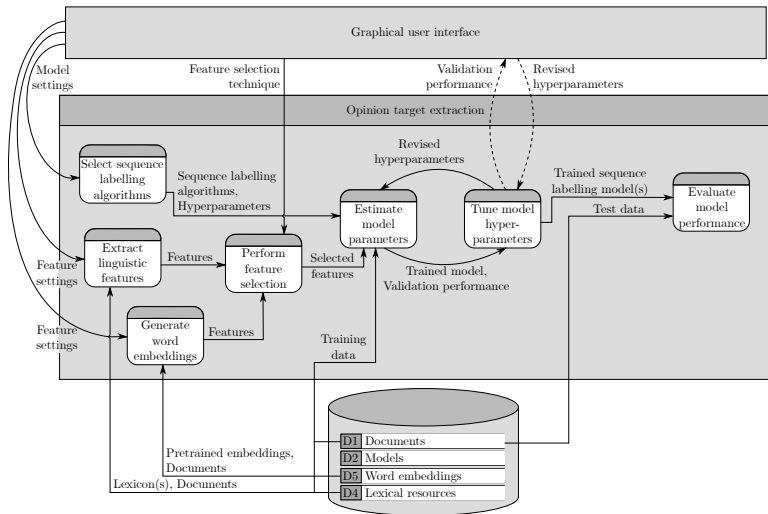 Graphical user interface
Model
settings
Feature selection
technique
Validation
performance
Revised
hyperparameters
Opinion target extraction
Select sequence
labelling
algorithms
Sequence labelling
algorithms,
Hyperparameters
Revised
hyperparameters
Estimate
model
parameters
Tune model
hyper-
parameters
Trained sequence
labelling model(s)
Test data
Evaluate
model
performance
Feature
settings
Extract
linguistic
features
Features
Perform
feature
selection
Selected
features
Trained model,
Validation performance
Feature
settings
Generate
word
embeddings
Features
Training
data
Pretrained embeddings,
Documents
Lexicon(s), Documents
D1 Documents
D2 Models
D5 Word embeddings
D4 Lexical resources